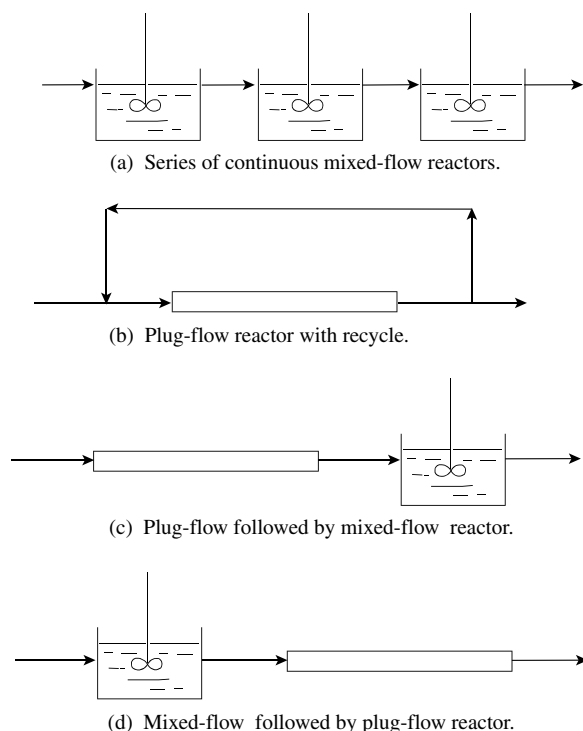 (a) Series of continuous mixed-flow reactors.
(b) Plug-flow reactor with recycle.
(c) Plug-flow followed by mixed-flow reactor.
(d) Mixed-flow followed by plug-flow reactor.